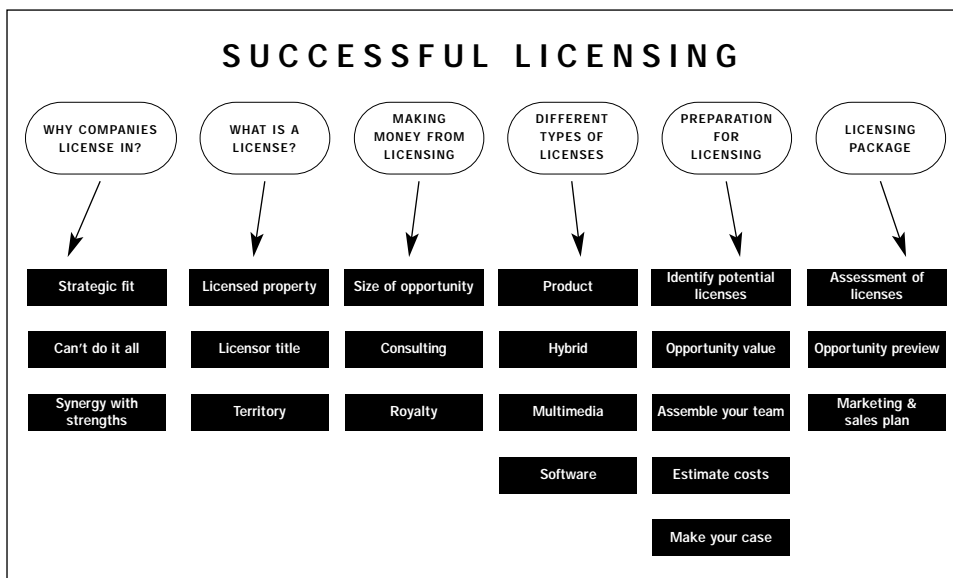 SUCCESSFUL LICENSING
WHY COMPANIES
LICENSE IN?
WHAT IS A
LICENSE?
MAKING
MONEY FROM
LICENSING
DIFFERENT
TYPES OF
LICENSES
PREPARATION
FOR
LICENSING
LICENSING
PACKAGE
Strategic fit
Can't do it all
Synergy with
strengths
Licensed property
Licensor title
Territory
Size of opportunity
Consulting
Royalty
Product
Hybrid
Multimedia
Software
Identify potential
licenses
Opportunity value
Assemble your team
Estimate costs
Make your case
Assessment of
licenses
Opportunity preview
Marketing &
sales plan